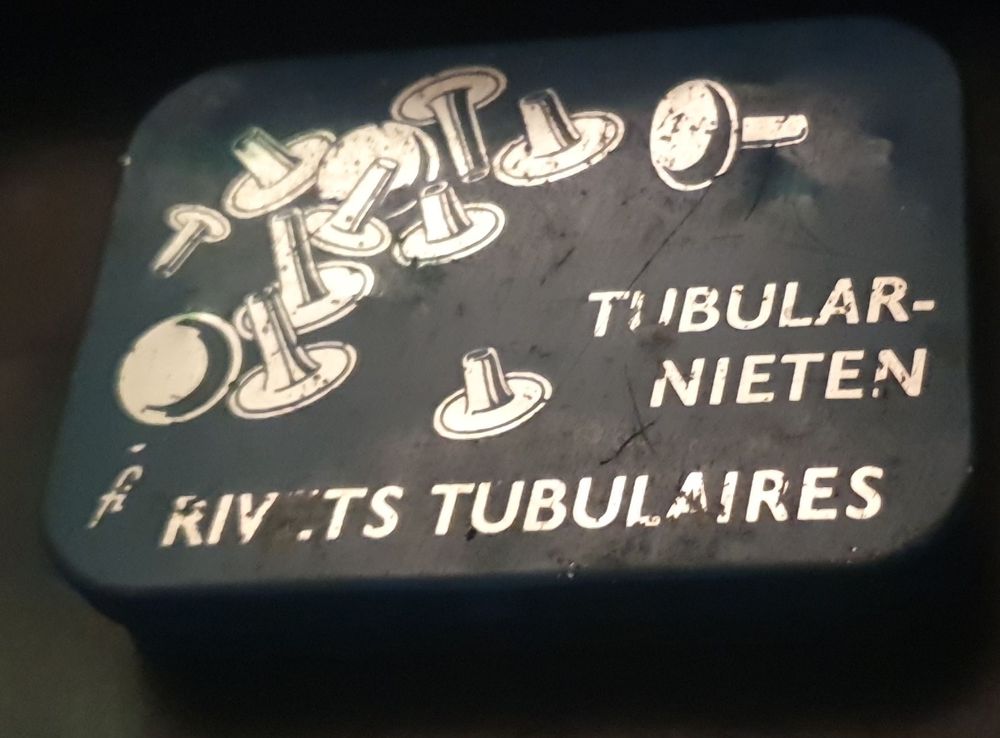 TUBULAR-
NIETEN
RIVETS TUBULAIRES